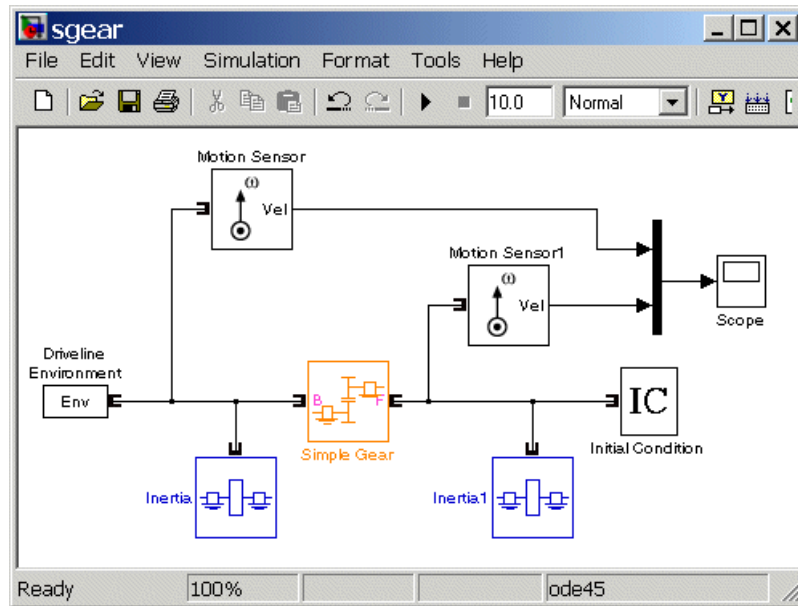 sgear
File Edit View Simulation Format Tools Help
10.0 Normal Y
Motion Sensor
ω
Vel
Motion Sensor1
ω
Vel
Scope
Driveline
Environment
Env
B F
IC
Simple Gear
Initial Condition
Inertia
Inertia1
Ready 100% ode45